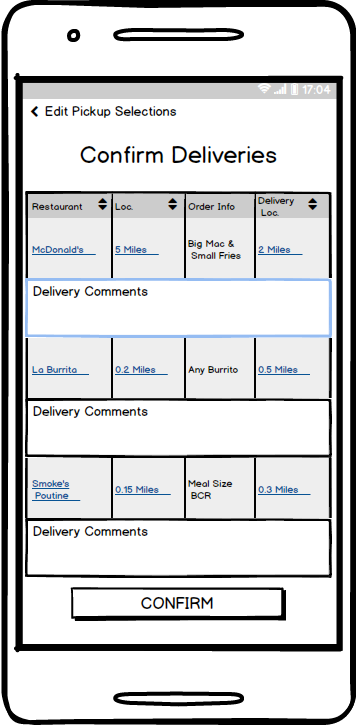 17:04
Edit Pickup Selections
Confirm Deliveries
Restaurant Loc. Order Info Delivery Loc.
McDonald's 5 Miles Big Mac & Small Fries 2 Miles
Delivery Comments
La Burrita 0.2 Miles Any Burrito 0.5 Miles
Delivery Comments
Smoke's Poutine 0.15 Miles Meal Size BCR 0.3 Miles
Delivery Comments
CONFIRM